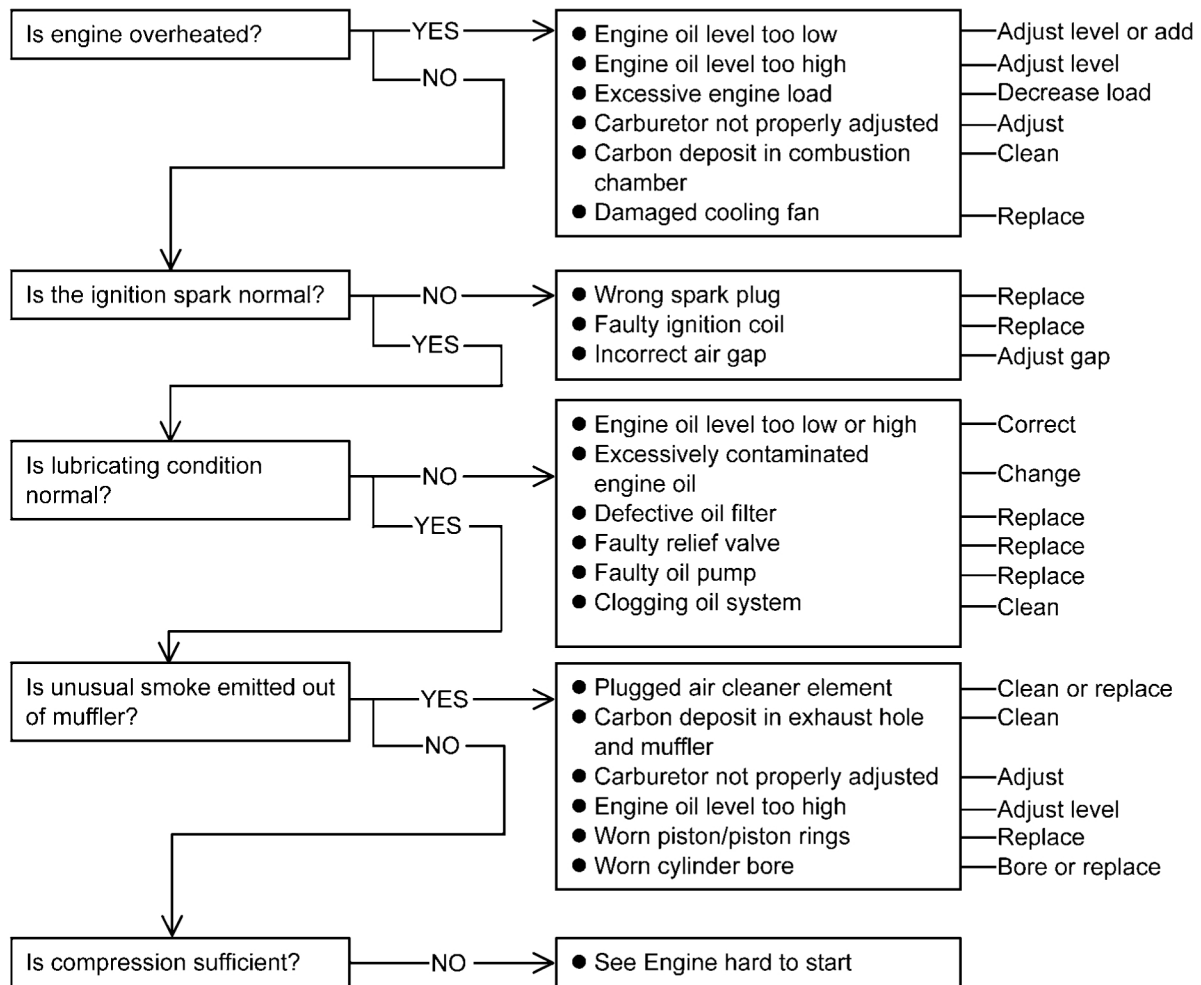 Is engine overheated?
YES
NO
● Engine oil level too low
Adjust level or add
● Engine oil level too high
Adjust level
● Excessive engine load
Decrease load
● Carburetor not properly adjusted
Adjust
● Carbon deposit in combustion
chamber
Clean
● Damaged cooling fan
Replace
Is the ignition spark normal?
NO
YES
● Wrong spark plug
Replace
● Faulty ignition coil
Replace
● Incorrect air gap
Adjust gap
Is lubricating condition
normal?
NO
YES
● Engine oil level too low or high
Correct
● Excessively contaminated
engine oil
Change
● Defective oil filter
Replace
● Faulty relief valve
Replace
● Faulty oil pump
Replace
● Clogging oil system
Clean
Is unusual smoke emitted out
of muffler?
YES
NO
● Plugged air cleaner element
Clean or replace
● Carbon deposit in exhaust hole
and muffler
Clean
● Carburetor not properly adjusted
Adjust
● Engine oil level too high
Adjust level
● Worn piston/piston rings
Replace
● Worn cylinder bore
Bore or replace
Is compression sufficient?
NO
● See Engine hard to start